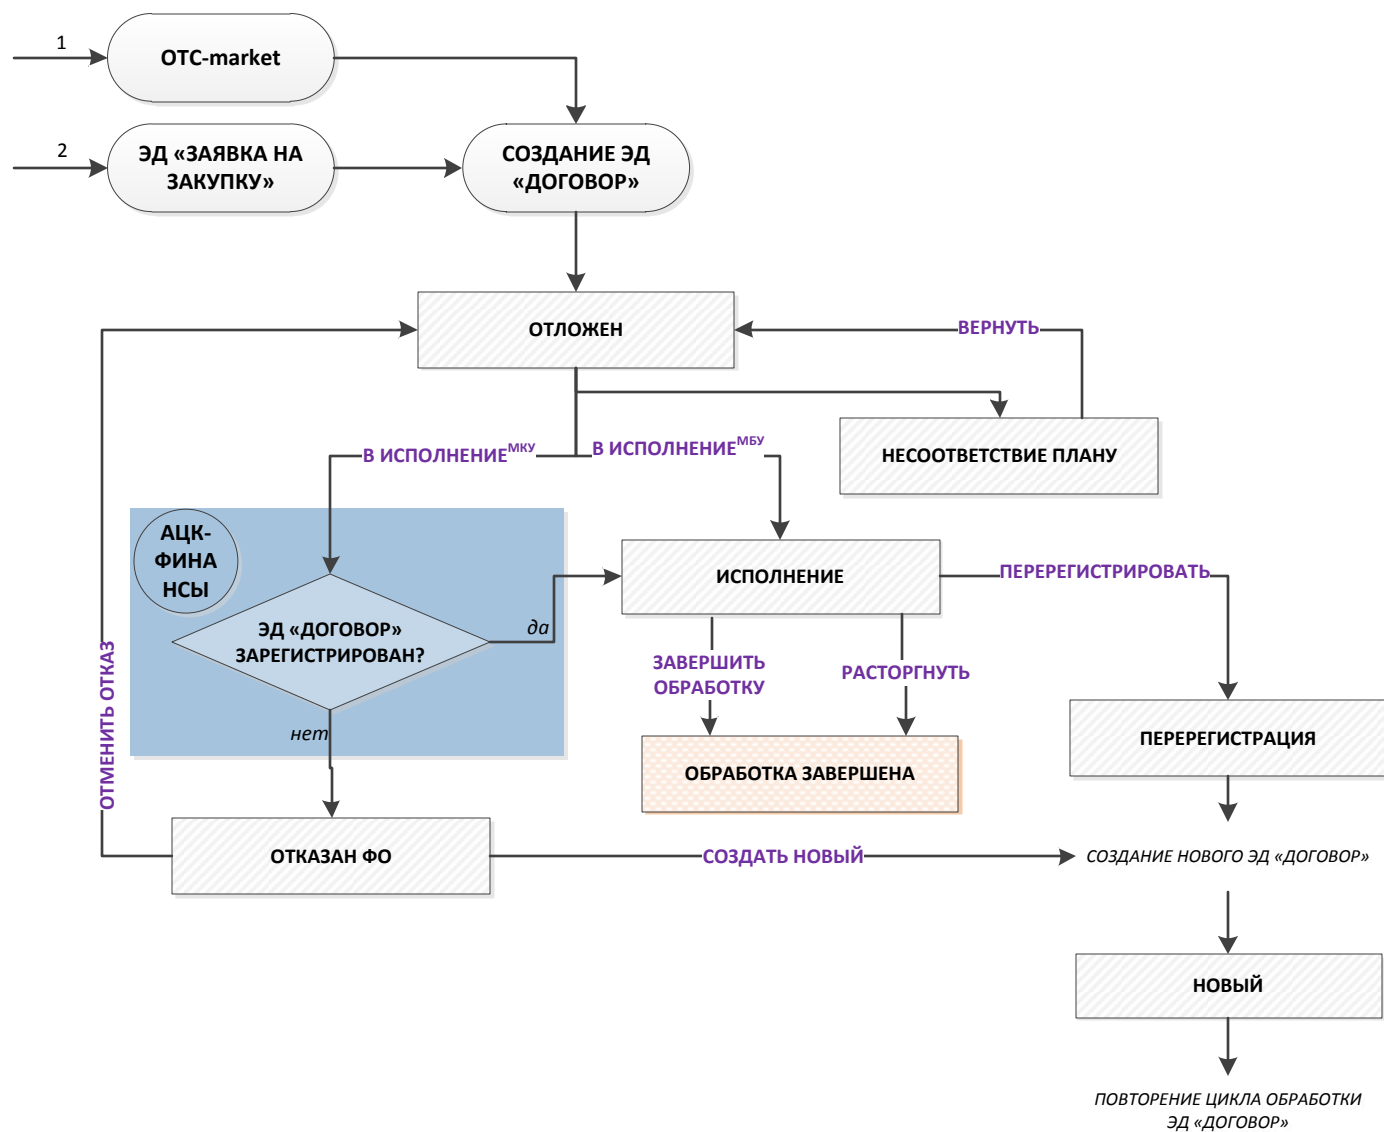 1
OTC-market
2
ЭД «ЗАЯВКА НА
ЗАКУПКУ»
СОЗДАНИЕ ЭД
«ДОГОВОР»
ОТЛОЖЕН
ВЕРНУТЬ
НЕСООТВЕТСТВИЕ ПЛАНУ
В ИСПОЛНЕНИЕМКУ
В ИСПОЛНЕНИЕМБУ
АЦК-
ФИНА
НСЫ
ЭД «ДОГОВОР»
ЗАРЕГИСТРИРОВАН?
да
нет
ИСПОЛНЕНИЕ
ПЕРЕРЕГИСТРИРОВАТЬ
ЗАВЕРШИТЬ
ОБРАБОТКУ
РАСТОРГНУТЬ
ОТМЕНИТЬ ОТКАЗ
ОБРАБОТКА ЗАВЕРШЕНА
ПЕРЕРЕГИСТРАЦИЯ
ОТКАЗАН ФО
СОЗДАТЬ НОВЫЙ
СОЗДАНИЕ НОВОГО ЭД «ДОГОВОР»
НОВЫЙ
ПОВТОРЕНИЕ ЦИКЛА ОБРАБОТКИ
ЭД «ДОГОВОР»